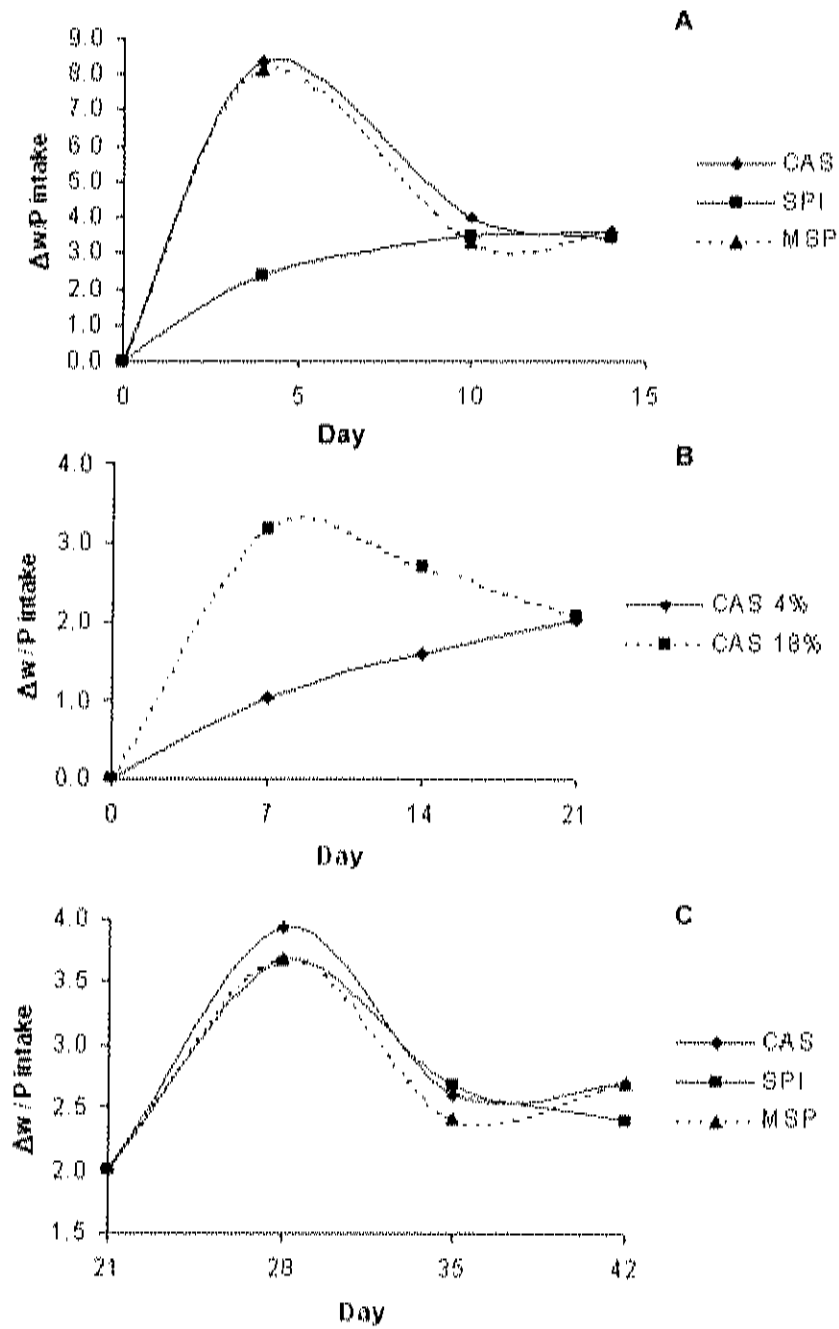 A
9.0
8.0
7.0
6.0
5.0
4.0
3.0
2.0
1.0
0.0
Δw/P intake
0 5 10 15
Day
CAS
SPI
MSP
B
4.0
3.0
2.0
1.0
0.0
Δw / P intake
0 7 14 21
Day
CAS 4%
CAS 18%
C
4.0
3.5
3.0
2.5
2.0
1.5
Δw / P intake
21 28 35 42
Day
CAS
SPI
MSP